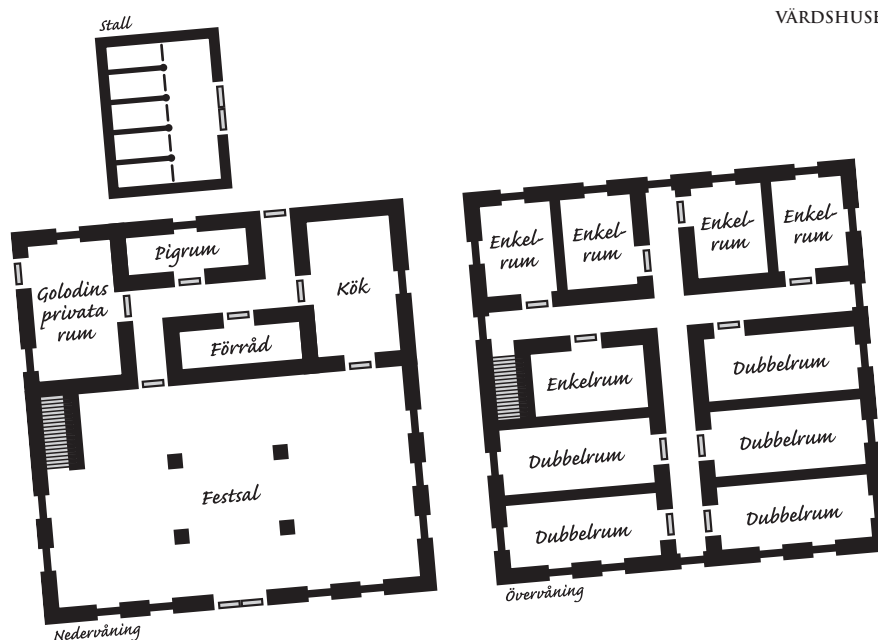 VÄRDSHUSE
Stall
Pigrum
Golodins
privata
rum
Kök
Förråd
Festsal
Nedervåning
Enkel-
rum
Enkel-
rum
Enkel-
rum
Enkel-
rum
Enkelrum
Dubbelrum
Dubbelrum
Dubbelrum
Dubbelrum
Dubbelrum
Övervåning